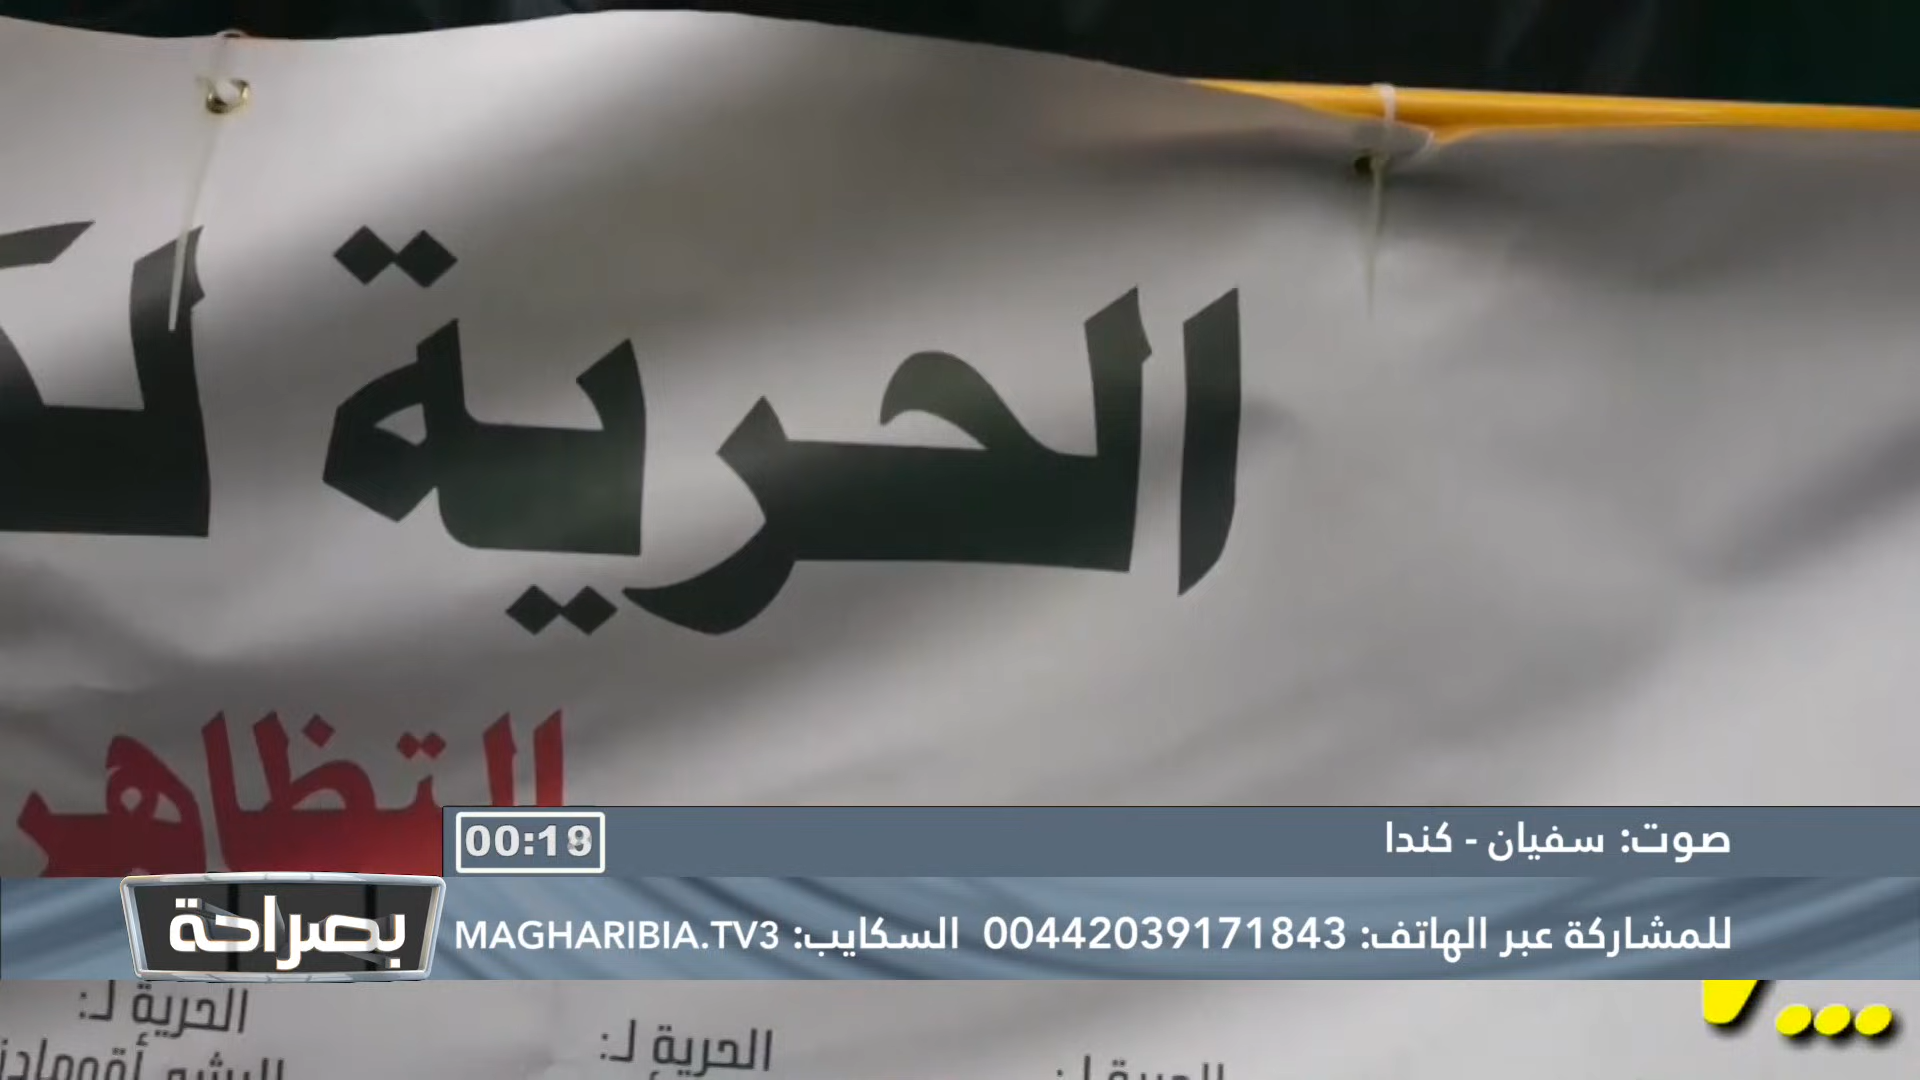 الحرية
التظاهر
صوت: سفيان - كندا
00:18
للمشاركة عبر الهاتف: 00442039171843 السكايب: MAGHARIBIA.TV3
بصراحة
الحرية لـ:
الحرية لـ: